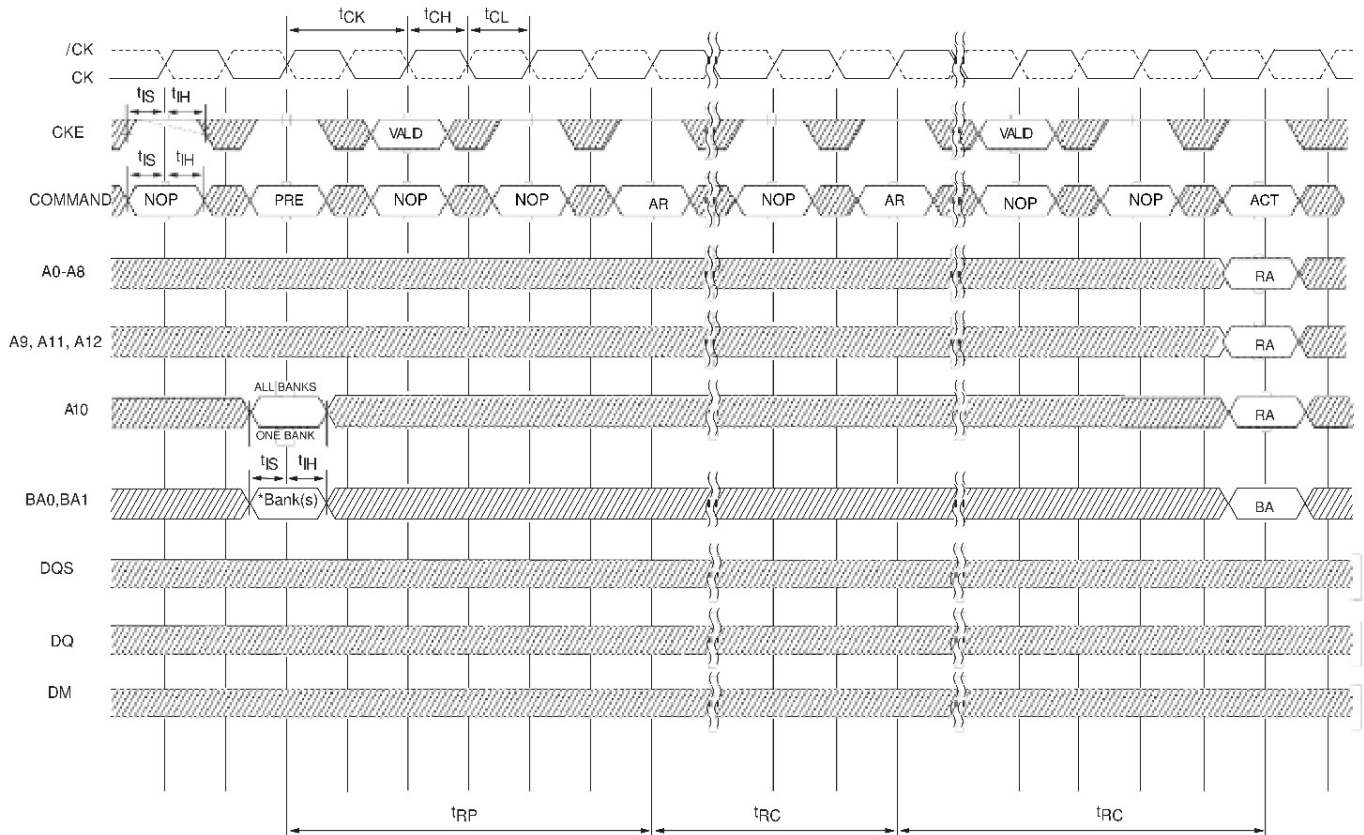 tCK tCH tCL
/CK
CK
tIS tIH
CKE VALID VALID
tIS tIH
COMMAND NOP PRE NOP NOP AR NOP AR NOP NOP ACT
A0-A8 RA
A9, A11, A12 RA
ALL BANKS
A10 RA
ONE BANK
tIS tIH
BA0,BA1 *Bank(s) BA
DQS
DQ
DM
tRP tRC tRC